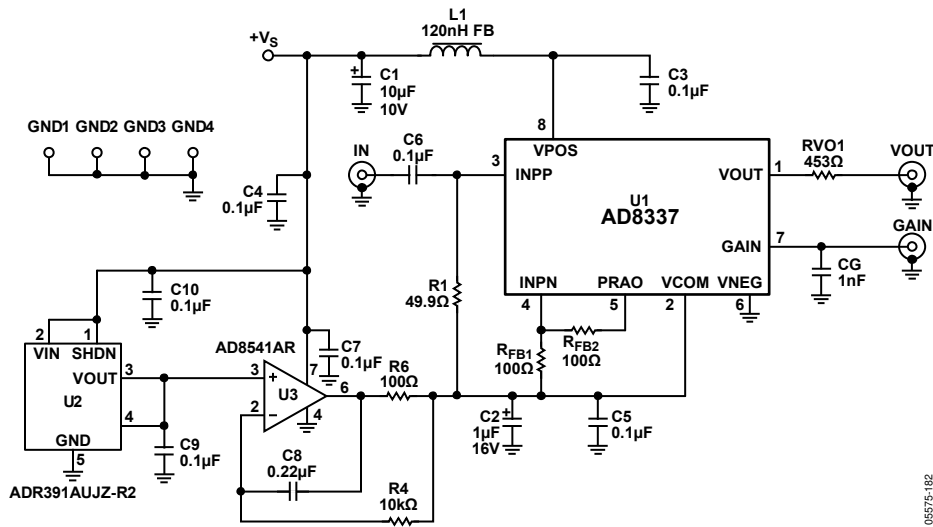 L1
120nH FB
+VS
+
C1
10µF
10V
C3
0.1µF
GND1 GND2 GND3 GND4
C6
0.1µF
IN
8
VPOS
3
INPP
VOUT
1
RVO1
453Ω
VOUT
U1
AD8337
GAIN
7
GAIN
CG
1nF
C4
0.1µF
R1
49.9Ω
INPN PRAO VCOM VNEG
4 5 2 6
C10
0.1µF
RFB2
100Ω
RFB1
100Ω
2 1
VIN SHDN
VOUT 3
U2
4
GND
5
ADR391AUJZ-R2
C9
0.1µF
AD8541AR
C7
0.1µF
3 +
7
U3
6
2 –
4
R6
100Ω
+
C2
1µF
16V
C5
0.1µF
C8
0.22µF
R4
10kΩ
05575-182